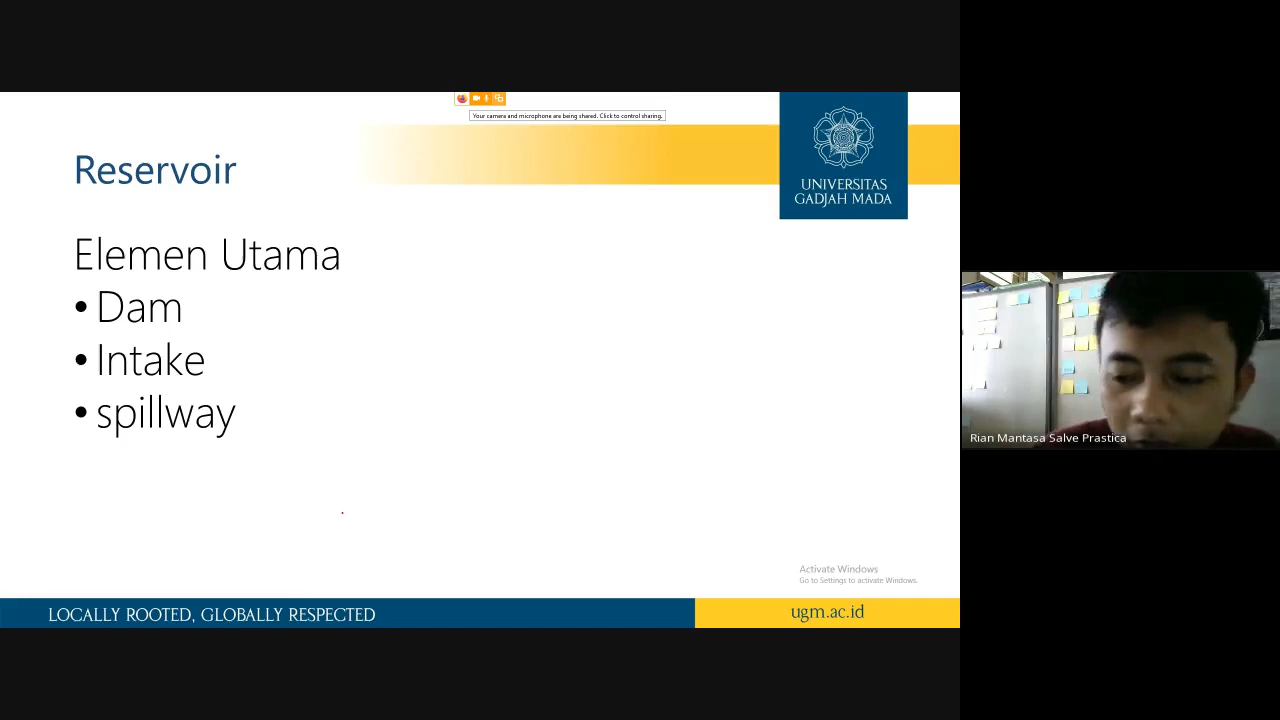 Your camera and microphone are being shared. Click to control sharing.
UNIVERSITAS
GADJAH MADA
Reservoir
Elemen Utama
• Dam
• Intake
• spillway
Rian Mantasa Salve Prastica
Activate Windows
Go to Settings to activate Windows.
LOCALLY ROOTED, GLOBALLY RESPECTED
ugm.ac.id